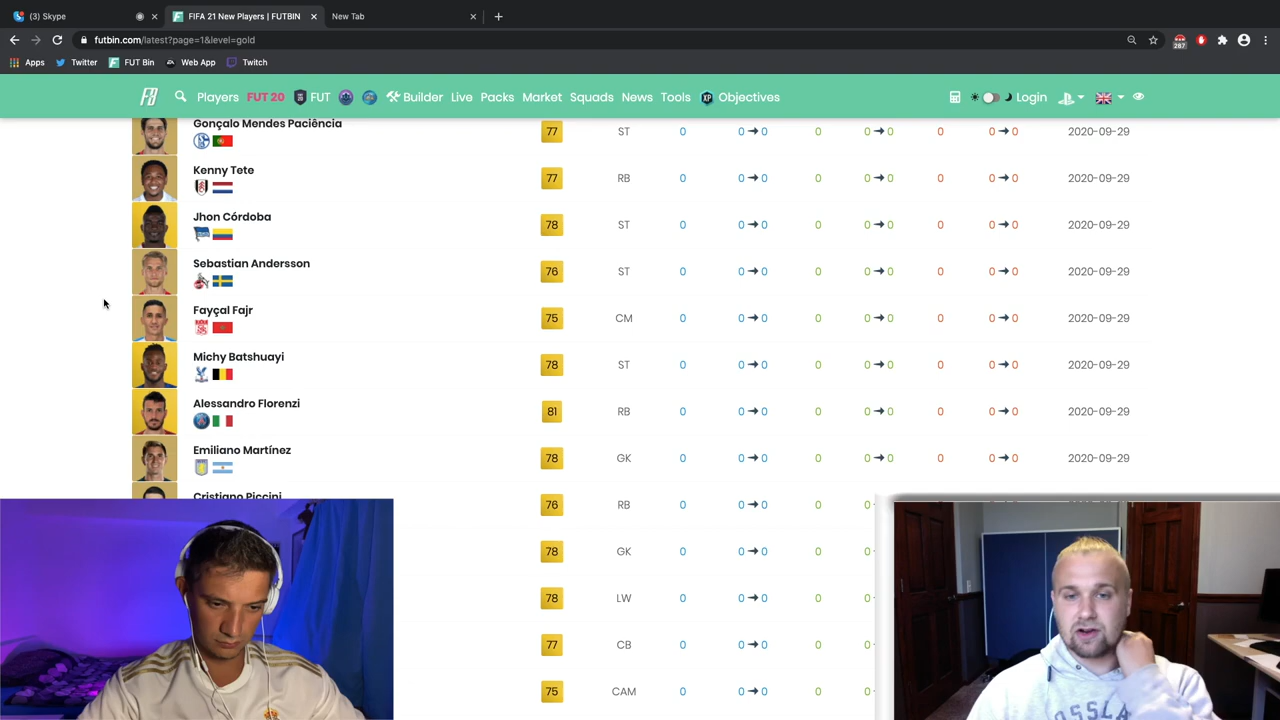 (3) Skype
FIFA 21 New Players | FUTBIN
New Tab
futbin.com/latest?page=1&level=gold
287
Apps Twitter FUT Bin Web App Twitch
Players FUT 20 FUT Builder Live Packs Market Squads News Tools XP Objectives Login
Gonçalo Mendes Paciência 77 ST 0 0 → 0 0 0 → 0 0 0 → 0 2020-09-29
Kenny Tete 77 RB 0 0 → 0 0 0 → 0 0 0 → 0 2020-09-29
Jhon Córdoba 78 ST 0 0 → 0 0 0 → 0 0 0 → 0 2020-09-29
Sebastian Andersson 76 ST 0 0 → 0 0 0 → 0 0 0 → 0 2020-09-29
Fayçal Fajr 75 CM 0 0 → 0 0 0 → 0 0 0 → 0 2020-09-29
Michy Batshuayi 78 ST 0 0 → 0 0 0 → 0 0 0 → 0 2020-09-29
Alessandro Florenzi 81 RB 0 0 → 0 0 0 → 0 0 0 → 0 2020-09-29
Emiliano Martínez 78 GK 0 0 → 0 0 0 → 0 0 0 → 0 2020-09-29
Cristiano Piccini 76 RB 0 0 → 0 0 0
78 GK 0 0 → 0 0 0
78 LW 0 0 → 0 0 0
77 CB 0 0 → 0 0 0
75 CAM 0 0 → 0 0 0